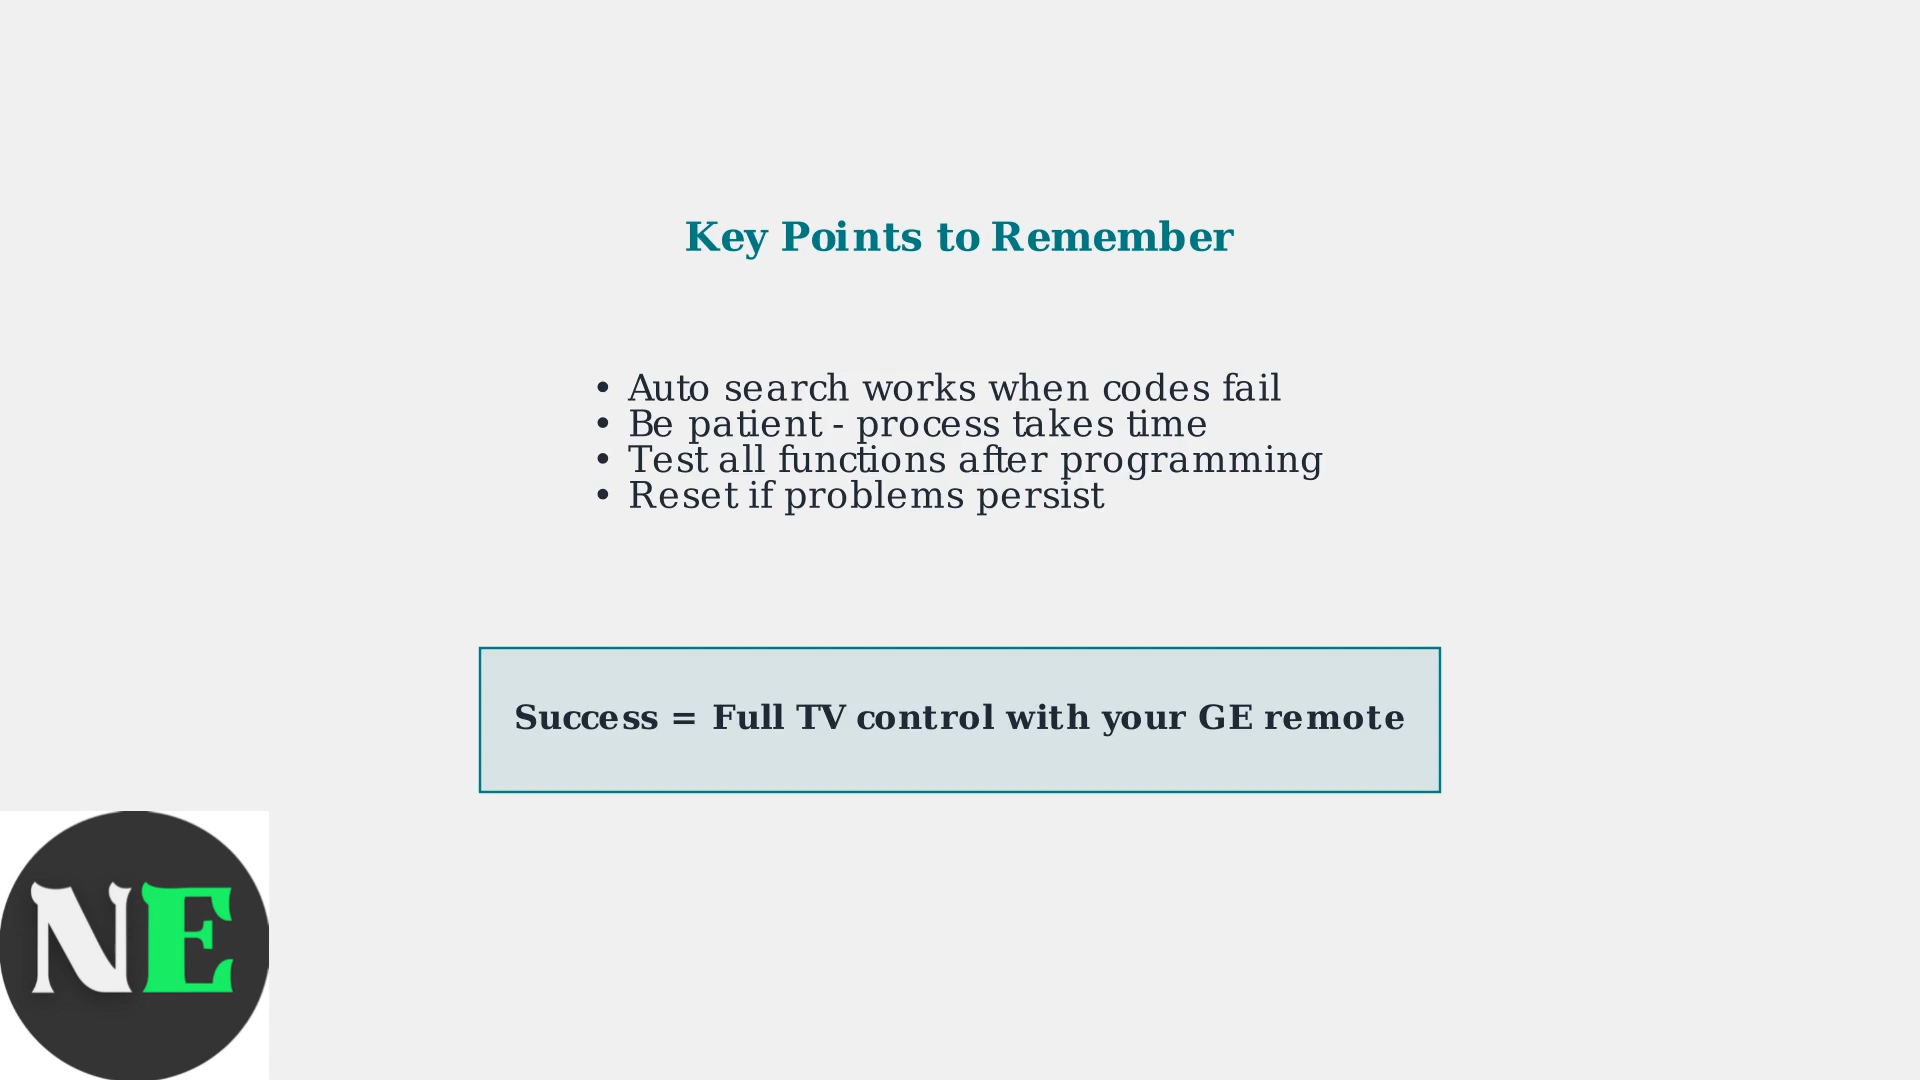 Key Points to Remember
• Auto search works when codes fail
• Be patient - process takes time
• Test all functions after programming
• Reset if problems persist
Success = Full TV control with your GE remote
NE